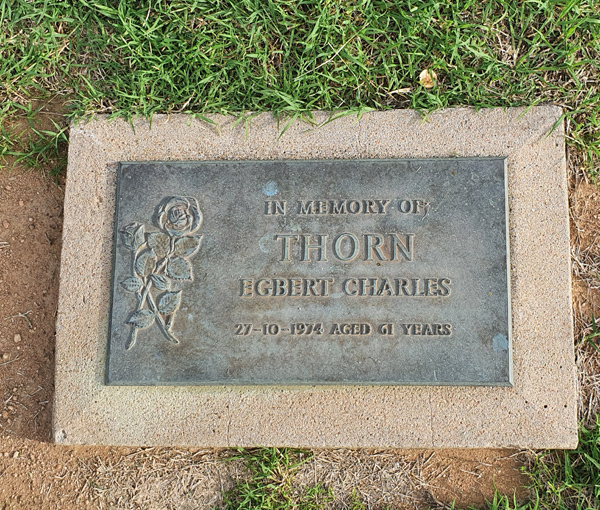 IN MEMORY OF;
THORN
EGBERT CHARLES
27-10-1974 AGED 61 YEARS